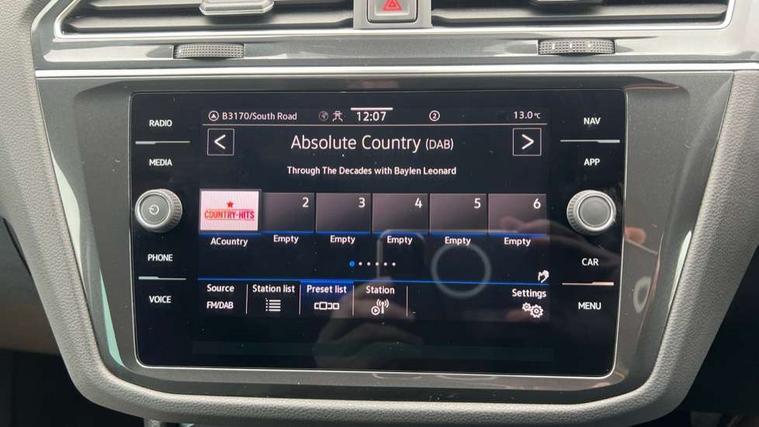 B3170/South Road 12:07 2 13.0°C
RADIO
NAV
< Absolute Country (DAB) >
MEDIA
APP
Through The Decades with Baylen Leonard
COUNTRY-HITS 2 3 4 5 6
ACountry Empty Empty Empty Empty Empty
PHONE
CAR
Source Station list Preset list Station Settings
FM/DAB
VOICE
MENU